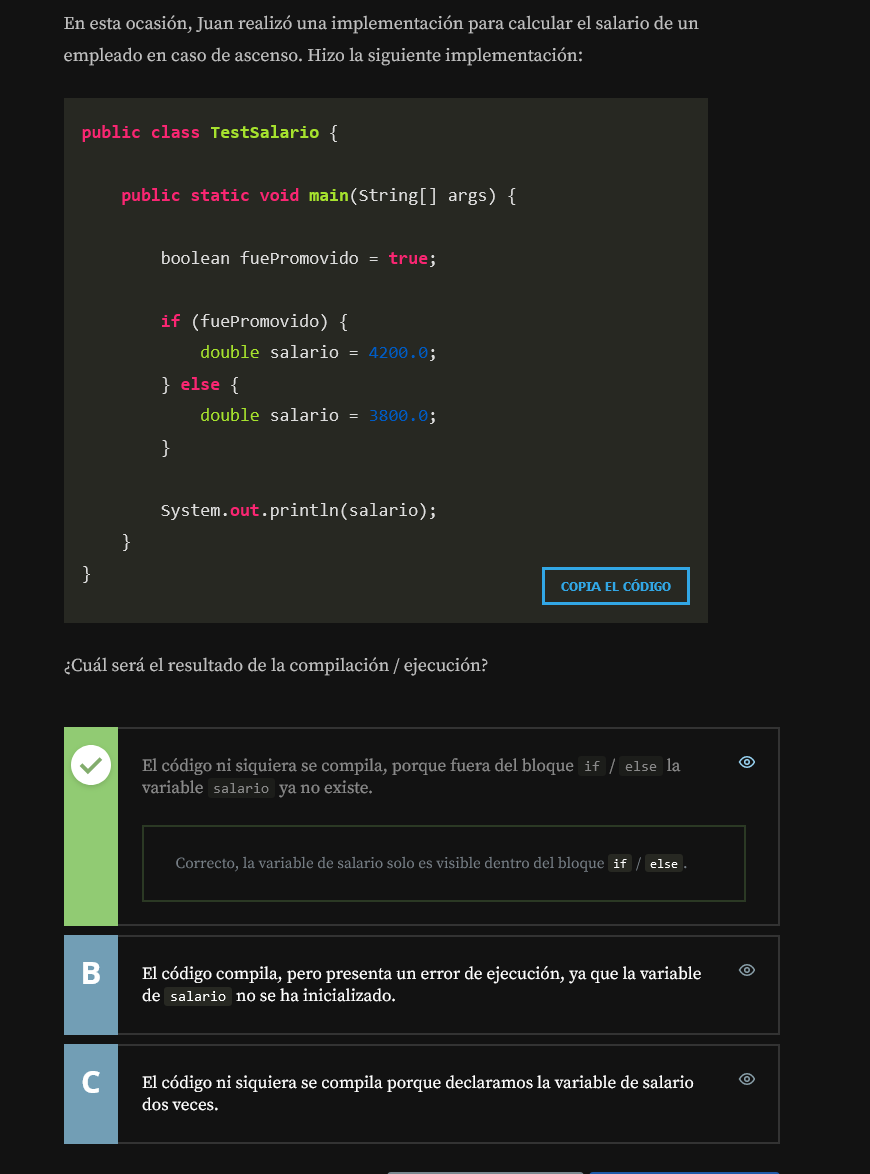 En esta ocasión, Juan realizó una implementación para calcular el salario de un
empleado en caso de ascenso. Hizo la siguiente implementación:
public class TestSalario {
public static void main(String[] args) {
boolean fuePromovido = true;
if (fuePromovido) {
double salario = 4200.0;
} else {
double salario = 3800.0;
}
System.out.println(salario);
}
}
COPIA EL CÓDIGO
¿Cuál será el resultado de la compilación / ejecución?
El código ni siquiera se compila, porque fuera del bloque if / else la
variable salario ya no existe.
Correcto, la variable de salario solo es visible dentro del bloque if / else.
B
El código compila, pero presenta un error de ejecución, ya que la variable
de salario no se ha inicializado.
C
El código ni siquiera se compila porque declaramos la variable de salario
dos veces.